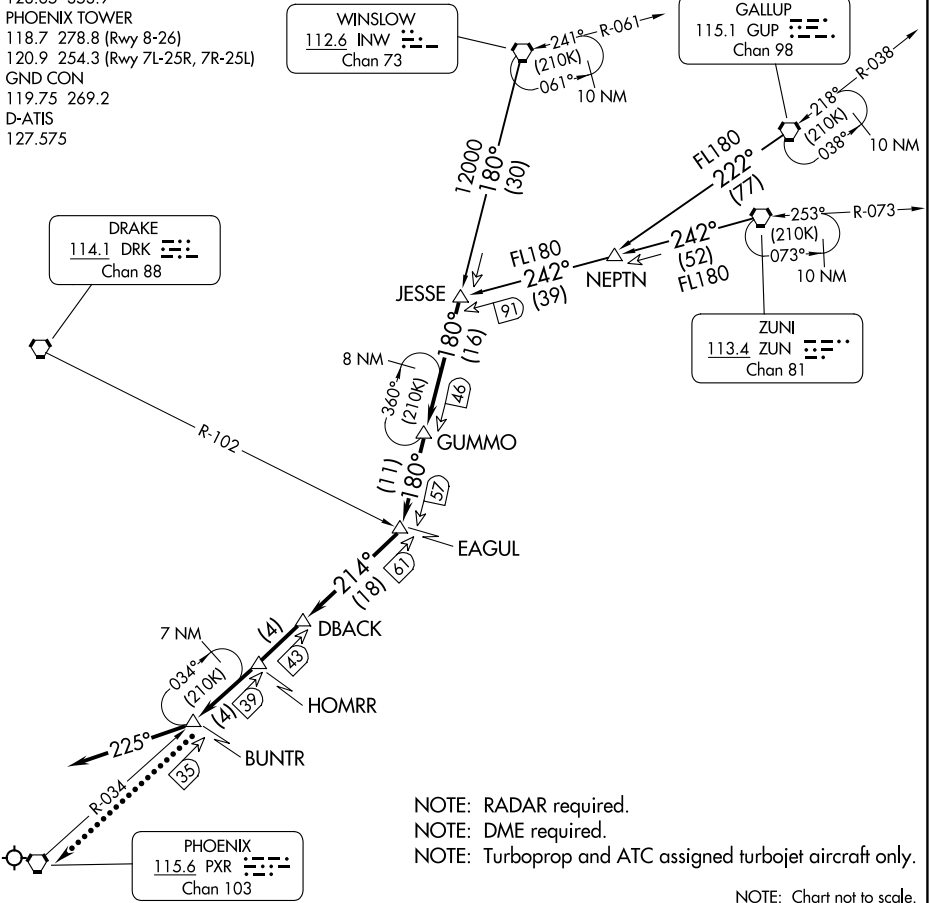 PHOENIX TOWER
118.7 278.8 (Rwy 8-26)
120.9 254.3 (Rwy 7L-25R, 7R-25L)
GND CON
119.75 269.2
D-ATIS
127.575
WINSLOW
112.6 INW
Chan 73
241°
R-061
(210K)
061°
10 NM
GALLUP
115.1 GUP
Chan 98
R-038
218°
(210K)
038°
10 NM
12000
180°
(30)
FL180
222°
(77)
253°
R-073
(210K)
073°
10 NM
242°
(52)
FL180
NEPTN
FL180
242°
(39)
91
JESSE
ZUNI
113.4 ZUN
Chan 81
DRAKE
114.1 DRK
Chan 88
R-102
180°
(16)
8 NM
360°
(210K)
46
GUMMO
(11)
180°
57
EAGUL
61
214°
(18)
DBACK
43
(4)
HOMRR
39
(4)
7 NM
034°
(210K)
BUNTR
35
225°
R-034
PHOENIX
115.6 PXR
Chan 103
NOTE: RADAR required.
NOTE: DME required.
NOTE: Turboprop and ATC assigned turbojet aircraft only.
NOTE: Chart not to scale.